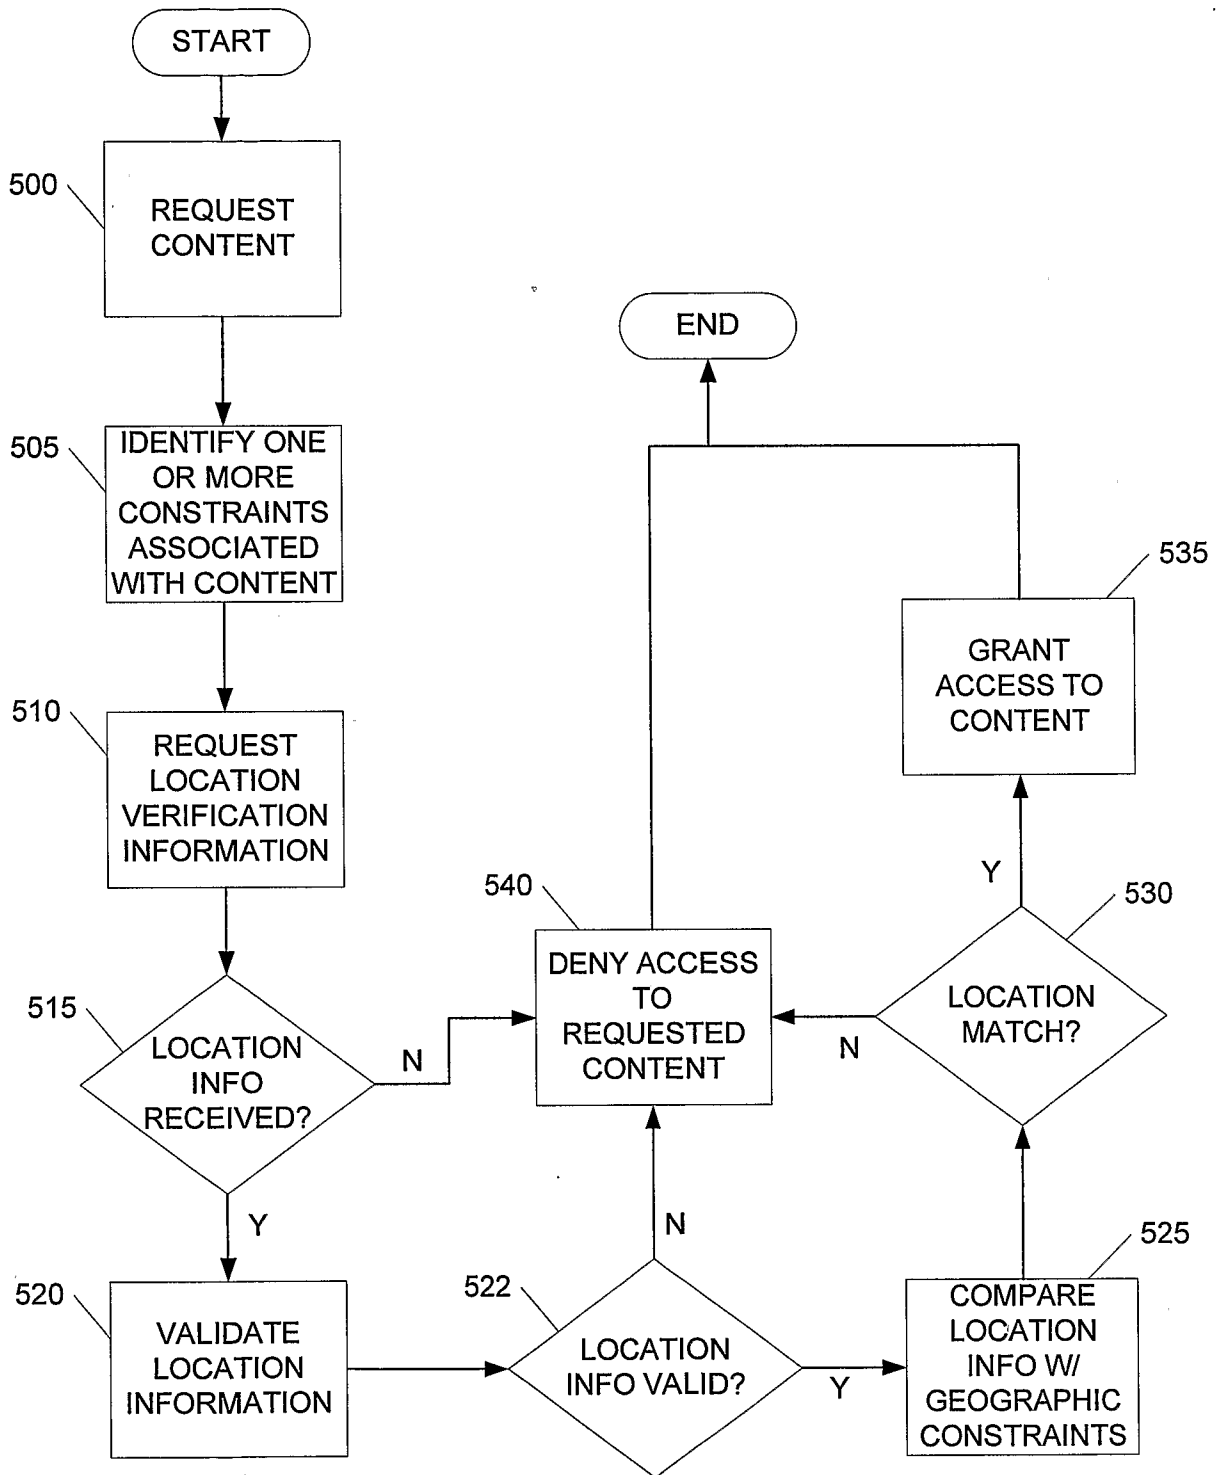 START
500
REQUEST
CONTENT
505
IDENTIFY ONE
OR MORE
CONSTRAINTS
ASSOCIATED
WITH CONTENT
510
REQUEST
LOCATION
VERIFICATION
INFORMATION
515
LOCATION
INFO
RECEIVED?
N
Y
520
VALIDATE
LOCATION
INFORMATION
522
LOCATION
INFO VALID?
N
Y
525
COMPARE
LOCATION
INFO W/
GEOGRAPHIC
CONSTRAINTS
530
LOCATION
MATCH?
N
Y
535
GRANT
ACCESS TO
CONTENT
540
DENY ACCESS
TO
REQUESTED
CONTENT
END